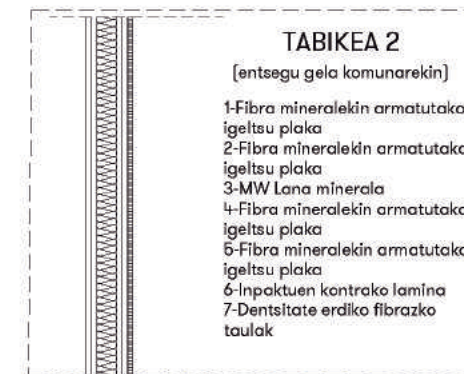 TABIKEA 2
(entsegu gela komunarekin)
1-Fibra mineralekin armatutako
igeltsu plaka
2-Fibra mineralekin armatutako
igeltsu plaka
3-MW Lana minerala
4-Fibra mineralekin armatutako
igeltsu plaka
5-Fibra mineralekin armatutako
igeltsu plaka
6-Inpaktuen kontrako lamina
7-Dentsitate erdiko fibrazko
taulak